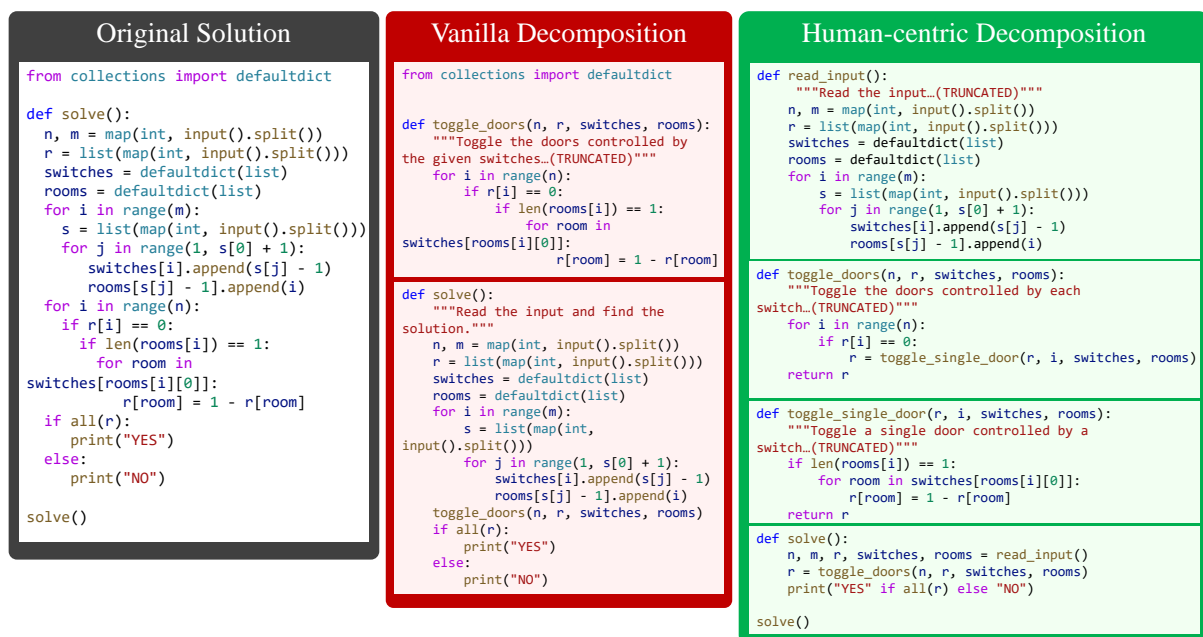 Original Solution
from collections import defaultdict
def solve():
n, m = map(int, input().split())
r = list(map(int, input().split()))
switches = defaultdict(list)
rooms = defaultdict(list)
for i in range(m):
s = list(map(int, input().split()))
for j in range(1, s[0] + 1):
switches[i].append(s[j] - 1)
rooms[s[j] - 1].append(i)
for i in range(n):
if r[i] == 0:
if len(rooms[i]) == 1:
for room in
switches[rooms[i][0]]:
r[room] = 1 - r[room]
if all(r):
print("YES")
else:
print("NO")
solve()
Vanilla Decomposition
from collections import defaultdict
def toggle_doors(n, r, switches, rooms):
"""Toggle the doors controlled by
the given switches…(TRUNCATED)"""
for i in range(n):
if r[i] == 0:
if len(rooms[i]) == 1:
for room in
switches[rooms[i][0]]:
r[room] = 1 - r[room]
def solve():
"""Read the input and find the
solution."""
n, m = map(int, input().split())
r = list(map(int, input().split()))
switches = defaultdict(list)
rooms = defaultdict(list)
for i in range(m):
s = list(map(int,
input().split()))
for j in range(1, s[0] + 1):
switches[i].append(s[j] - 1)
rooms[s[j] - 1].append(i)
toggle_doors(n, r, switches, rooms)
if all(r):
print("YES")
else:
print("NO")
Human-centric Decomposition
def read_input():
"""Read the input…(TRUNCATED)"""
n, m = map(int, input().split())
r = list(map(int, input().split()))
switches = defaultdict(list)
rooms = defaultdict(list)
for i in range(m):
s = list(map(int, input().split()))
for j in range(1, s[0] + 1):
switches[i].append(s[j] - 1)
rooms[s[j] - 1].append(i)
def toggle_doors(n, r, switches, rooms):
"""Toggle the doors controlled by each
switch…(TRUNCATED)"""
for i in range(n):
if r[i] == 0:
r = toggle_single_door(r, i, switches, rooms)
return r
def toggle_single_door(r, i, switches, rooms):
"""Toggle a single door controlled by a
switch…(TRUNCATED)"""
if len(rooms[i]) == 1:
for room in switches[rooms[i][0]]:
r[room] = 1 - r[room]
return r
def solve():
n, m, r, switches, rooms = read_input()
r = toggle_doors(n, r, switches, rooms)
print("YES" if all(r) else "NO")
solve()